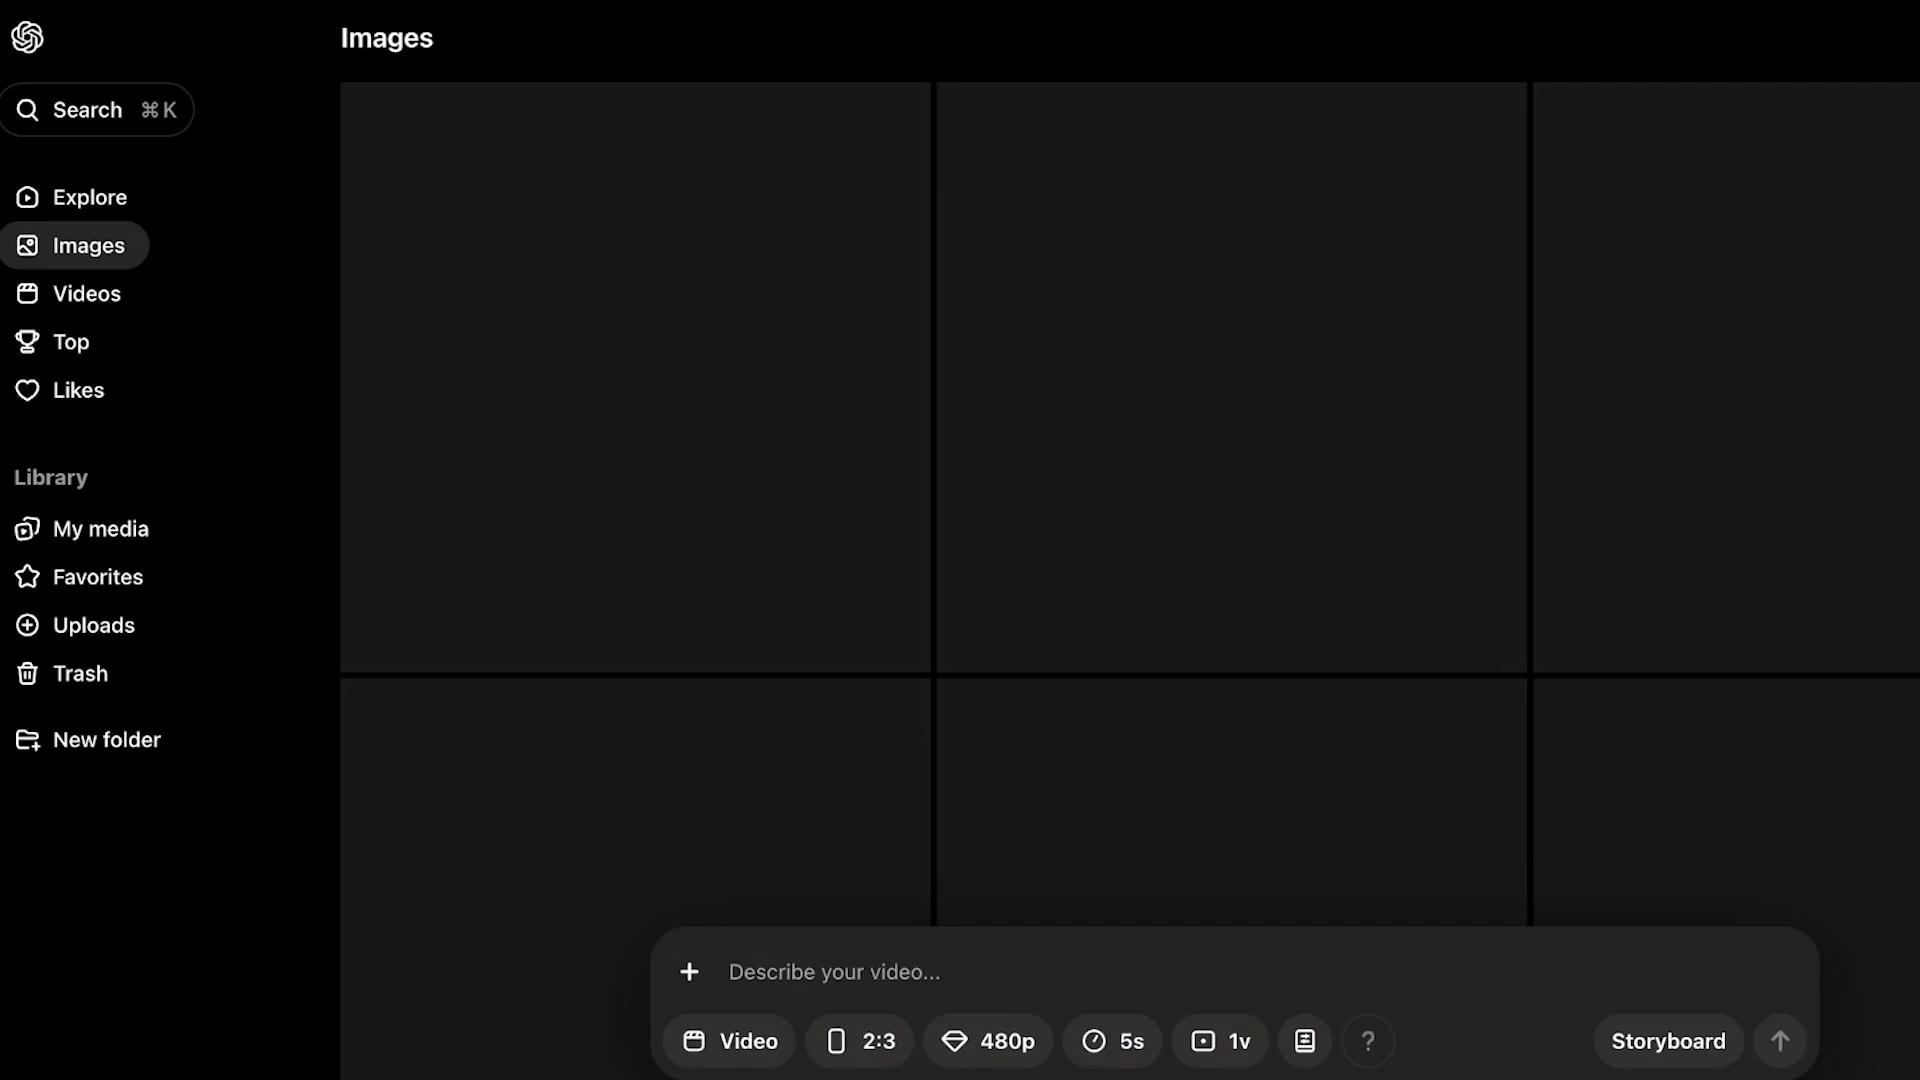 Images
Search ⌘ K
Explore
Images
Videos
Top
Likes
Library
My media
Favorites
Uploads
Trash
New folder
Describe your video...
Video 2:3 480p 5s 1v ? Storyboard